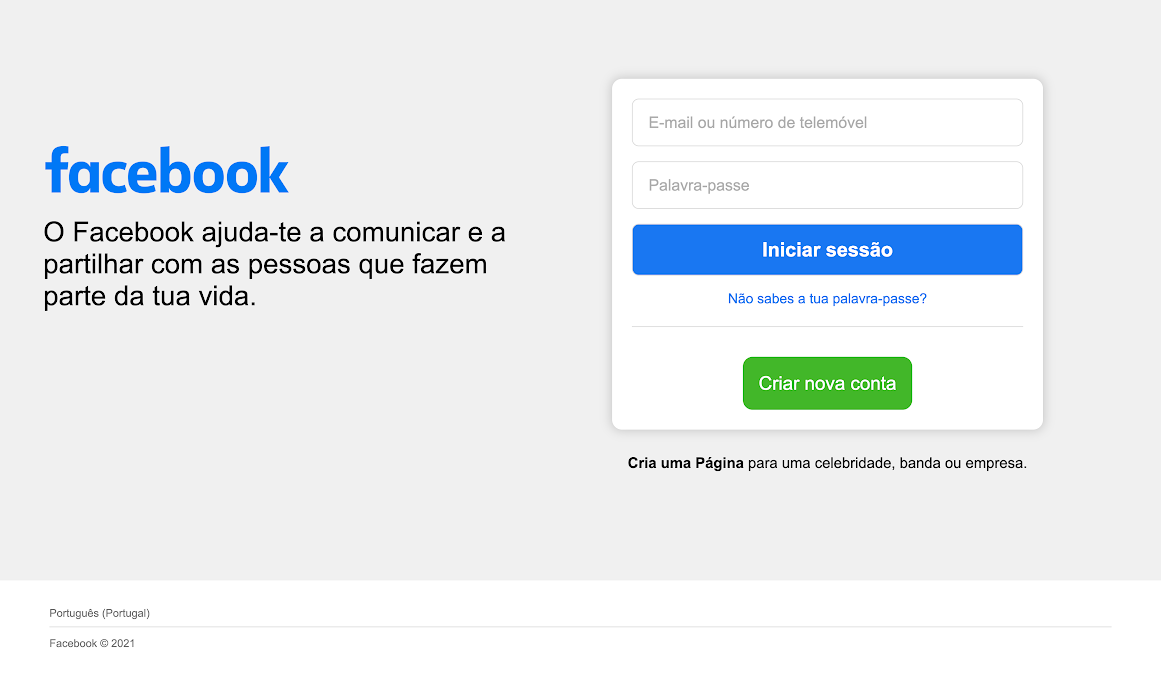 facebook
O Facebook ajuda-te a comunicar e a
partilhar com as pessoas que fazem
parte da tua vida.
E-mail ou número de telemóvel
Palavra-passe
Iniciar sessão
Não sabes a tua palavra-passe?
Criar nova conta
Cria uma Página para uma celebridade, banda ou empresa.
Português (Portugal)
Facebook © 2021